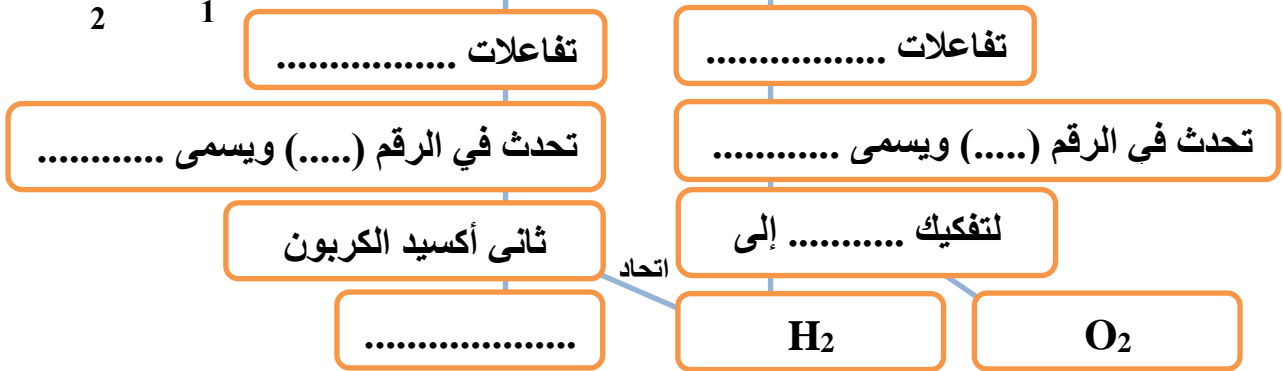 2 1
تفاعلات .................
تفاعلات .................
تحدث في الرقم (.....) ويسمى ............
تحدث في الرقم (.....) ويسمى ............
لتفكيك ........... إلى
ثانى أكسيد الكربون
اتحاد
O2
H2
....................